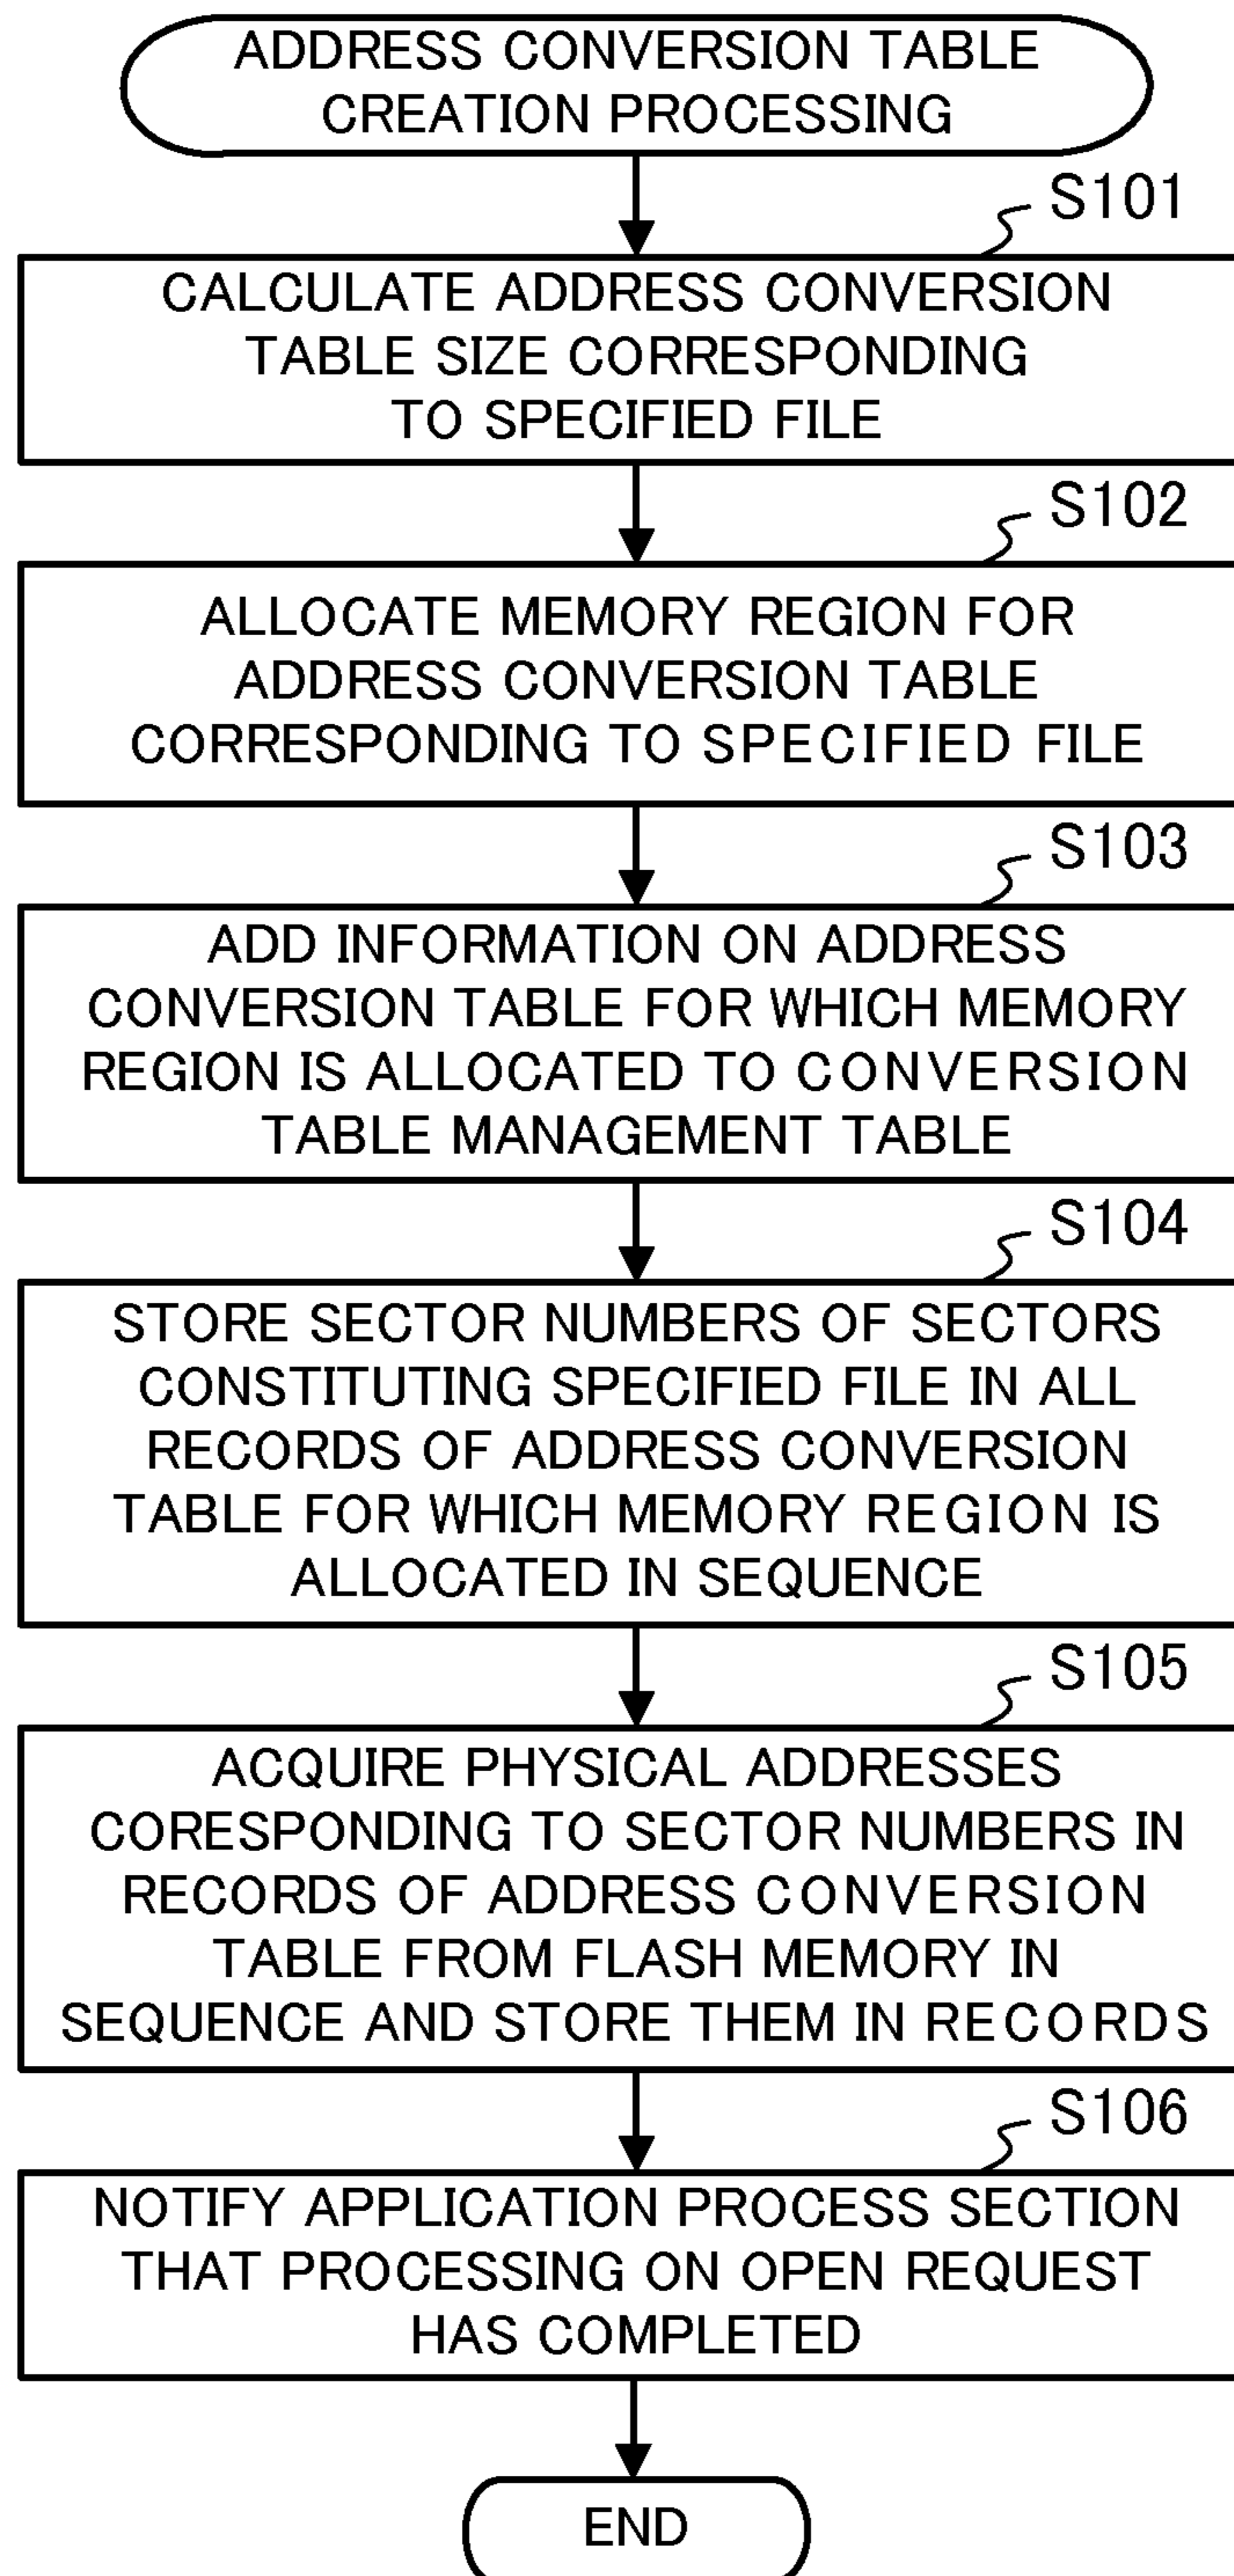 ADDRESS CONVERSION TABLE
CREATION PROCESSING
S101
CALCULATE ADDRESS CONVERSION
TABLE SIZE CORRESPONDING
TO SPECIFIED FILE
S102
ALLOCATE MEMORY REGION FOR
ADDRESS CONVERSION TABLE
CORRESPONDING TO SPECIFIED FILE
S103
ADD INFORMATION ON ADDRESS
CONVERSION TABLE FOR WHICH MEMORY
REGION IS ALLOCATED TO CONVERSION
TABLE MANAGEMENT TABLE
S104
STORE SECTOR NUMBERS OF SECTORS
CONSTITUTING SPECIFIED FILE IN ALL
RECORDS OF ADDRESS CONVERSION
TABLE FOR WHICH MEMORY REGION IS
ALLOCATED IN SEQUENCE
S105
ACQUIRE PHYSICAL ADDRESSES
CORESPONDING TO SECTOR NUMBERS IN
RECORDS OF ADDRESS CONVERSION
TABLE FROM FLASH MEMORY IN
SEQUENCE AND STORE THEM IN RECORDS
S106
NOTIFY APPLICATION PROCESS SECTION
THAT PROCESSING ON OPEN REQUEST
HAS COMPLETED
END